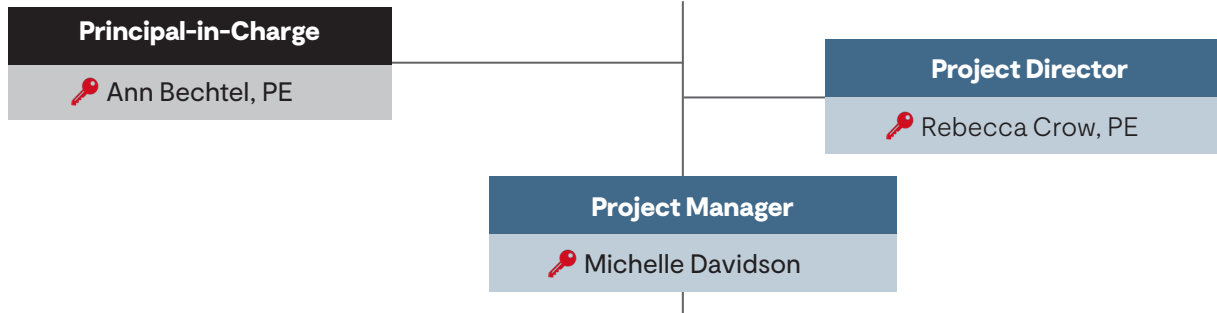 Principal-in-Charge
Ann Bechtel, PE
Project Director
Rebecca Crow, PE
Project Manager
Michelle Davidson